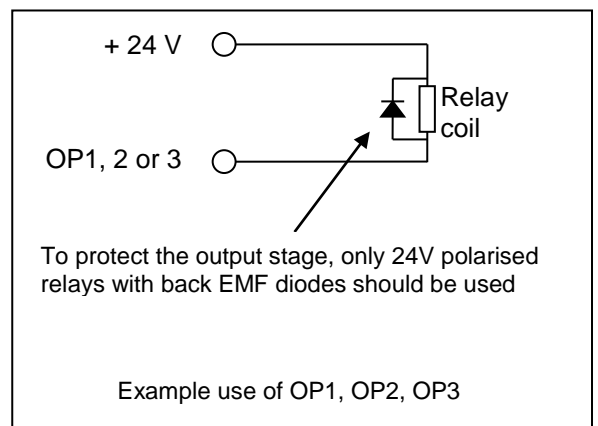 + 24 V
Relay
coil
OP1, 2 or 3
To protect the output stage, only 24V polarised
relays with back EMF diodes should be used
Example use of OP1, OP2, OP3